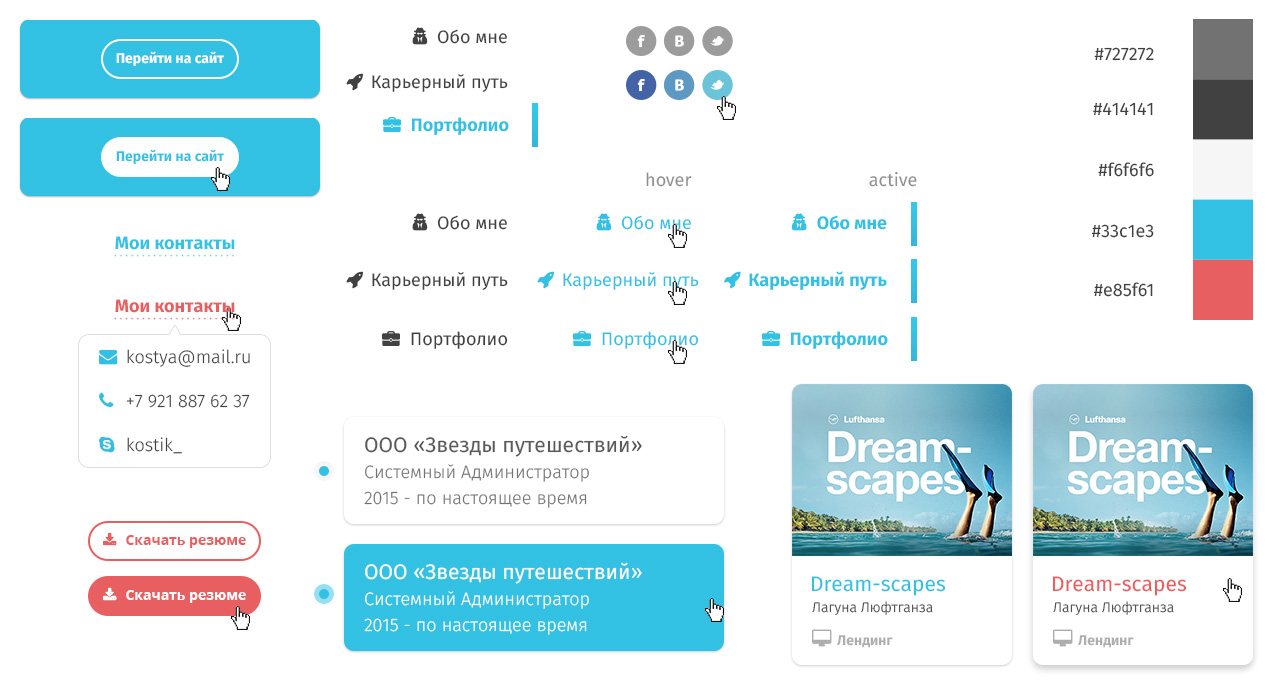 Перейти на сайт
Перейти на сайт
Мои контакты
Мои контакты
kostya@mail.ru
+7 921 887 62 37
kostik_
Скачать резюме
Скачать резюме
Обо мне
Карьерный путь
Портфолио
f B
f B
hover active
Обо мне Обо мне Обо мне
Карьерный путь Карьерный путь Карьерный путь
Портфолио Портфолио Портфолио
ООО «Звезды путешествий»
Системный Администратор
2015 - по настоящее время
ООО «Звезды путешествий»
Системный Администратор
2015 - по настоящее время
#727272
#414141
#f6f6f6
#33c1e3
#e85f61
Lufthansa
Dream-
scapes
Dream-scapes
Лагуна Люфтганза
Лендинг
Lufthansa
Dream-
scapes
Dream-scapes
Лагуна Люфтганза
Лендинг